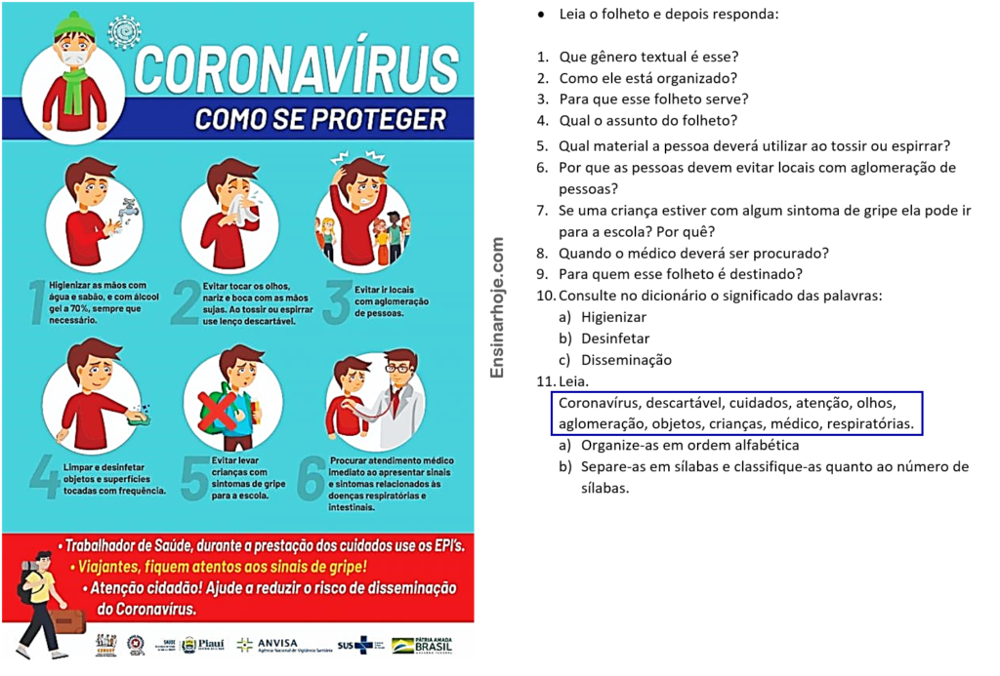 CORONAVÍRUS
COMO SE PROTEGER
1 Higienizar as mãos com
água e sabão, e com álcool
gel a 70%, sempre que
necessário.
2 Evitar tocar os olhos,
nariz e boca com as mãos
sujas. Ao tossir ou espirrar
use lenço descartável.
3 Evitar ir locais
com aglomeração
de pessoas.
4 Limpar e desinfetar
objetos e superfícies
tocadas com frequência.
5 Evitar levar
crianças com
sintomas de gripe
para a escola.
6 Procurar atendimento médico
imediato ao apresentar sinais
e sintomas relacionados às
doenças respiratórias e
intestinais.
• Trabalhador de Saúde, durante a prestação dos cuidados use os EPI's.
• Viajantes, fiquem atentos aos sinais de gripe!
• Atenção cidadão! Ajude a reduzir o risco de disseminação
do Coronavírus.
CEREST
SAÚDE
Piauí
ANVISA
Agência Nacional de Vigilância Sanitária
SUS
PÁTRIA AMADA
BRASIL
Ensinarhoje.com
• Leia o folheto e depois responda:
1. Que gênero textual é esse?
2. Como ele está organizado?
3. Para que esse folheto serve?
4. Qual o assunto do folheto?
5. Qual material a pessoa deverá utilizar ao tossir ou espirrar?
6. Por que as pessoas devem evitar locais com aglomeração de
pessoas?
7. Se uma criança estiver com algum sintoma de gripe ela pode ir
para a escola? Por quê?
8. Quando o médico deverá ser procurado?
9. Para quem esse folheto é destinado?
10. Consulte no dicionário o significado das palavras:
a) Higienizar
b) Desinfetar
c) Disseminação
11. Leia.
Coronavírus, descartável, cuidados, atenção, olhos,
aglomeração, objetos, crianças, médico, respiratórias.
a) Organize-as em ordem alfabética
b) Separe-as em sílabas e classifique-as quanto ao número de
sílabas.